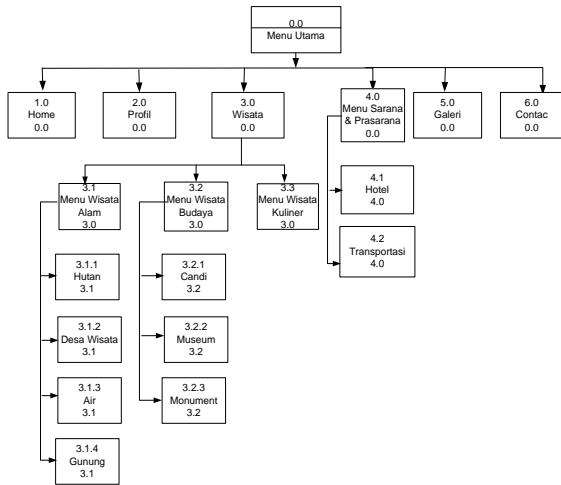 0.0
Menu Utama
1.0
Home
0.0
2.0
Profil
0.0
3.0
Wisata
0.0
4.0
Menu Sarana
& Prasarana
0.0
5.0
Galeri
0.0
6.0
Contac
0.0
3.1
Menu Wisata
Alam
3.0
3.2
Menu Wisata
Budaya
3.0
3.3
Menu Wisata
Kuliner
3.0
4.1
Hotel
4.0
4.2
Transportasi
4.0
3.1.1
Hutan
3.1
3.2.1
Candi
3.2
3.1.2
Desa Wisata
3.1
3.2.2
Museum
3.2
3.1.3
Air
3.1
3.2.3
Monument
3.2
3.1.4
Gunung
3.1